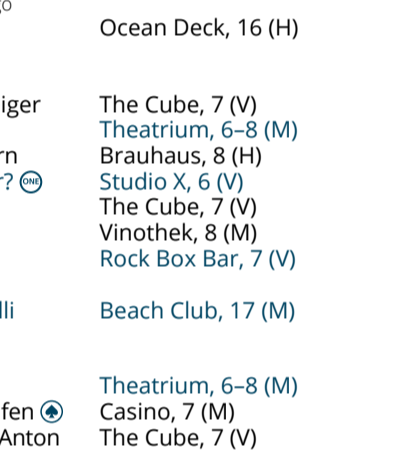 Ocean Deck, 16 (H)
iger The Cube, 7 (V)
Theatrium, 6–8 (M)
rn Brauhaus, 8 (H)
? ONE Studio X, 6 (V)
The Cube, 7 (V)
Vinothek, 8 (M)
Rock Box Bar, 7 (V)
lli Beach Club, 17 (M)
Theatrium, 6–8 (M)
fen Casino, 7 (M)
Anton The Cube, 7 (V)